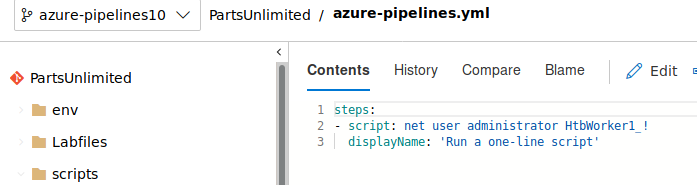 azure-pipelines10 PartsUnlimited / azure-pipelines.yml
PartsUnlimited
env
Labfiles
scripts
Contents History Compare Blame Edit
1 steps:
2 - script: net user administrator HtbWorker1_!
3 displayName: 'Run a one-line script'